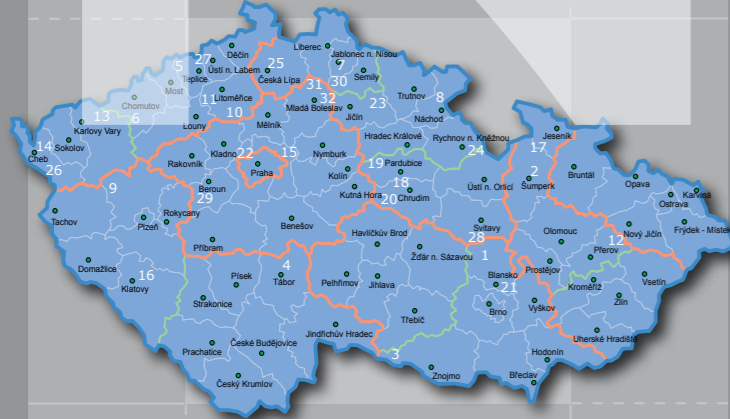 Děčín
Liberec
Jablonec n. Nisou
5
27
Teplice
Ústí n. Labem
25
Česká Lípa
7
30
Semily
Most
Chomutov
11
Litoměřice
31
32
Mladá Boleslav
23
Trutnov
8
Náchod
Jičín
13
6
10
Karlovy Vary
Louny
Mělník
Jeseník
14
Sokolov
Cheb
26
Hradec Králové
Rychnov n. Kněžnou
24
17
Kladno
22
15
Nymburk
Rakovník
Praha
19
Pardubice
2
Šumperk
Bruntál
Opava
Karviná
Ostrava
9
Beroun
29
Kolín
Kutná Hora
18
Chrudim
20
Ústí n. Orlicí
Tachov
Plzeň
Rokycany
Benešov
Svitavy
28
Nový Jičín
Frýdek - Místek
Příbram
Havlíčkův Brod
Olomouc
12
Přerov
Domažlice
16
Klatovy
Písek
4
Tábor
Žďár n. Sázavou
1
Prostějov
Pelhřimov
Jihlava
Blansko
21
Kroměříž
Vsetín
Zlín
Strakonice
Třebíč
Brno
Vyškov
Jindřichův Hradec
Uherské Hradiště
Prachatice
České Budějovice
3
Hodonín
Znojmo
Břeclav
Český Krumlov